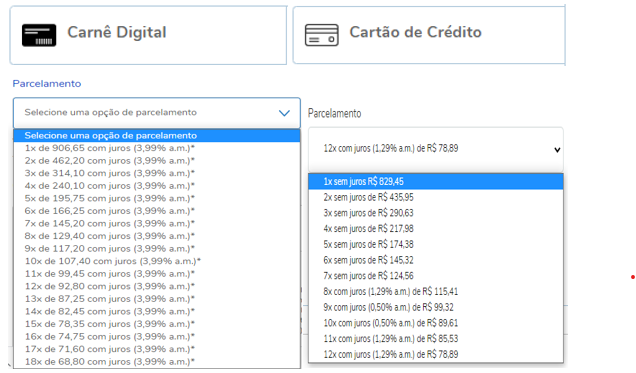 Carnê Digital
Cartão de Crédito
Parcelamento
Selecione uma opção de parcelamento
Selecione uma opção de parcelamento
1x de 906,65 com juros (3,99% a.m.)*
2x de 462,20 com juros (3,99% a.m.)*
3x de 314,10 com juros (3,99% a.m.)*
4x de 240,10 com juros (3,99% a.m.)*
5x de 195,75 com juros (3,99% a.m.)*
6x de 166,25 com juros (3,99% a.m.)*
7x de 145,20 com juros (3,99% a.m.)*
8x de 129,40 com juros (3,99% a.m.)*
9x de 117,20 com juros (3,99% a.m.)*
10x de 107,40 com juros (3,99% a.m.)*
11x de 99,45 com juros (3,99% a.m.)*
12x de 92,80 com juros (3,99% a.m.)*
13x de 87,25 com juros (3,99% a.m.)*
14x de 82,45 com juros (3,99% a.m.)*
15x de 78,35 com juros (3,99% a.m.)*
16x de 74,75 com juros (3,99% a.m.)*
17x de 71,60 com juros (3,99% a.m.)*
18x de 68,80 com juros (3,99% a.m.)*
Parcelamento
12x com juros (1,29% a.m.) de R$ 78,89
1x sem juros R$ 829,45
2x sem juros de R$ 435,95
3x sem juros de R$ 290,63
4x sem juros de R$ 217,98
5x sem juros de R$ 174,38
6x sem juros de R$ 145,32
7x sem juros de R$ 124,56
8x com juros (1,29% a.m.) de R$ 115,41
9x com juros (0,50% a.m.) de R$ 99,32
10x com juros (0,50% a.m.) de R$ 89,61
11x com juros (1,29% a.m.) de R$ 85,53
12x com juros (1,29% a.m.) de R$ 78,89